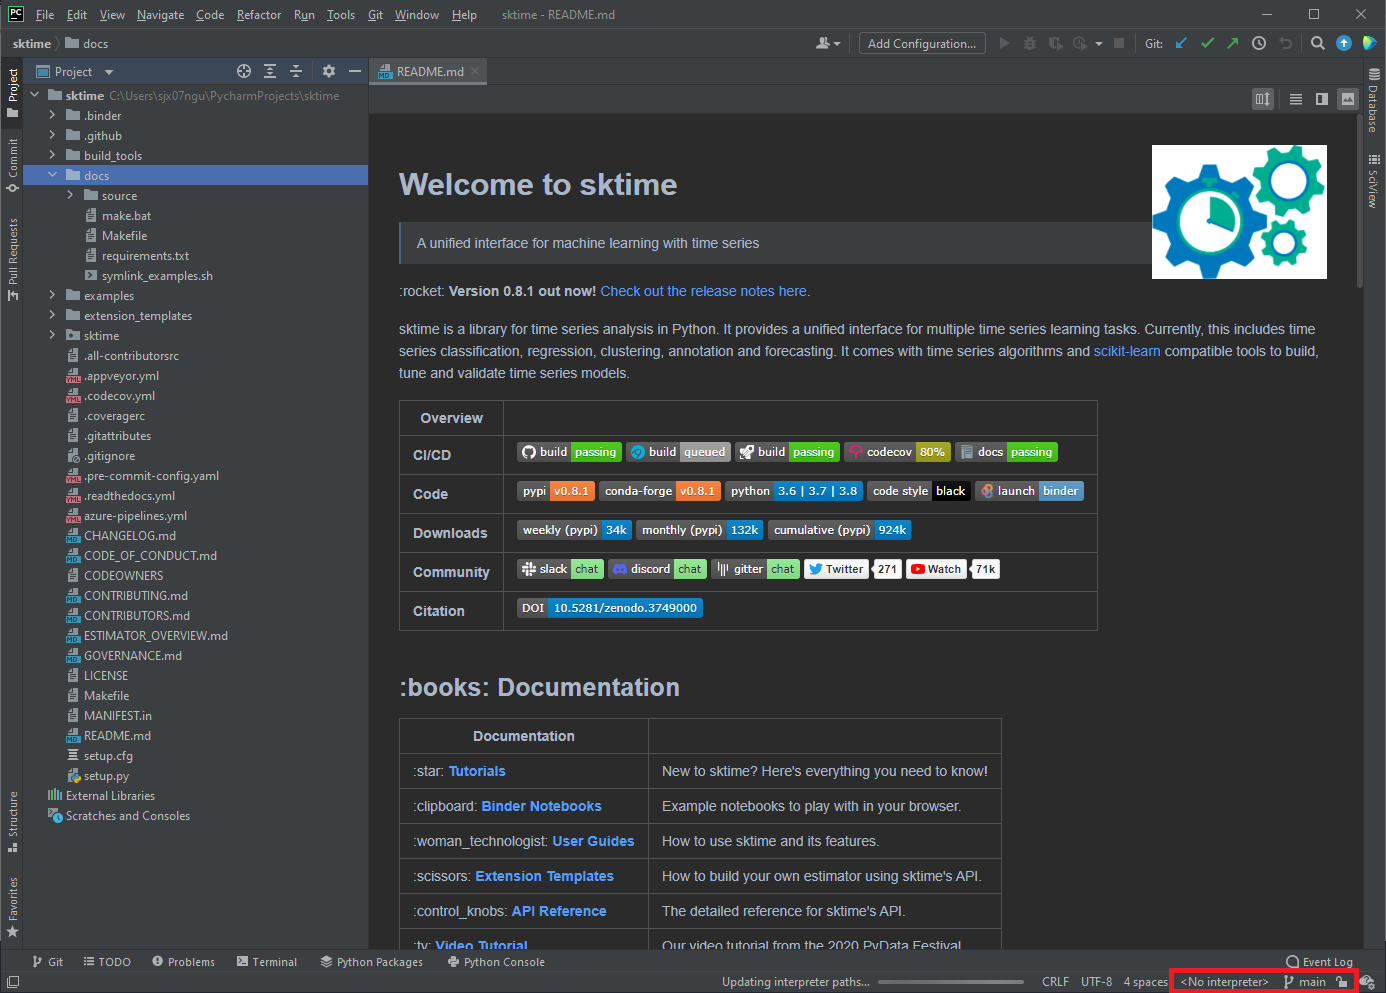 PC File Edit View Navigate Code Refactor Run Tools Git Window Help sktime - README.md
sktime docs Add Configuration... Git:
Project
README.md
sktime C:\Users\sjx07ngu\PycharmProjects\sktime
.binder
.github
build_tools
docs
source
make.bat
Makefile
requirements.txt
symlink_examples.sh
examples
extension_templates
sktime
.all-contributorsrc
.appveyor.yml
.codecov.yml
.coveragerc
.gitattributes
.gitignore
.pre-commit-config.yaml
.readthedocs.yml
azure-pipelines.yml
CHANGELOG.md
CODE_OF_CONDUCT.md
CODEOWNERS
CONTRIBUTING.md
CONTRIBUTORS.md
ESTIMATOR_OVERVIEW.md
GOVERNANCE.md
LICENSE
Makefile
MANIFEST.in
README.md
setup.cfg
setup.py
External Libraries
Scratches and Consoles
Project
Commit
Pull Requests
Structure
Favorites
Welcome to sktime
A unified interface for machine learning with time series
:rocket: Version 0.8.1 out now! Check out the release notes here.
sktime is a library for time series analysis in Python. It provides a unified interface for multiple time series learning tasks. Currently, this includes time
series classification, regression, clustering, annotation and forecasting. It comes with time series algorithms and scikit-learn compatible tools to build,
tune and validate time series models.
Overview
CI/CD build passing build queued build passing codecov 80% docs passing
Code pypi v0.8.1 conda-forge v0.8.1 python 3.6 | 3.7 | 3.8 code style black launch binder
Downloads weekly (pypi) 34k monthly (pypi) 132k cumulative (pypi) 924k
Community slack chat discord chat gitter chat Twitter 271 Watch 71k
Citation DOI 10.5281/zenodo.3749000
:books: Documentation
Documentation
:star: Tutorials New to sktime? Here's everything you need to know!
:clipboard: Binder Notebooks Example notebooks to play with in your browser.
:woman_technologist: User Guides How to use sktime and its features.
:scissors: Extension Templates How to build your own estimator using sktime's API.
:control_knobs: API Reference The detailed reference for sktime's API.
:tv: Video Tutorial Our video tutorial from the 2020 PyData Festival
Database
SciView
Git TODO Problems Terminal Python Packages Python Console Event Log
Updating interpreter paths... CRLF UTF-8 4 spaces <No interpreter> main